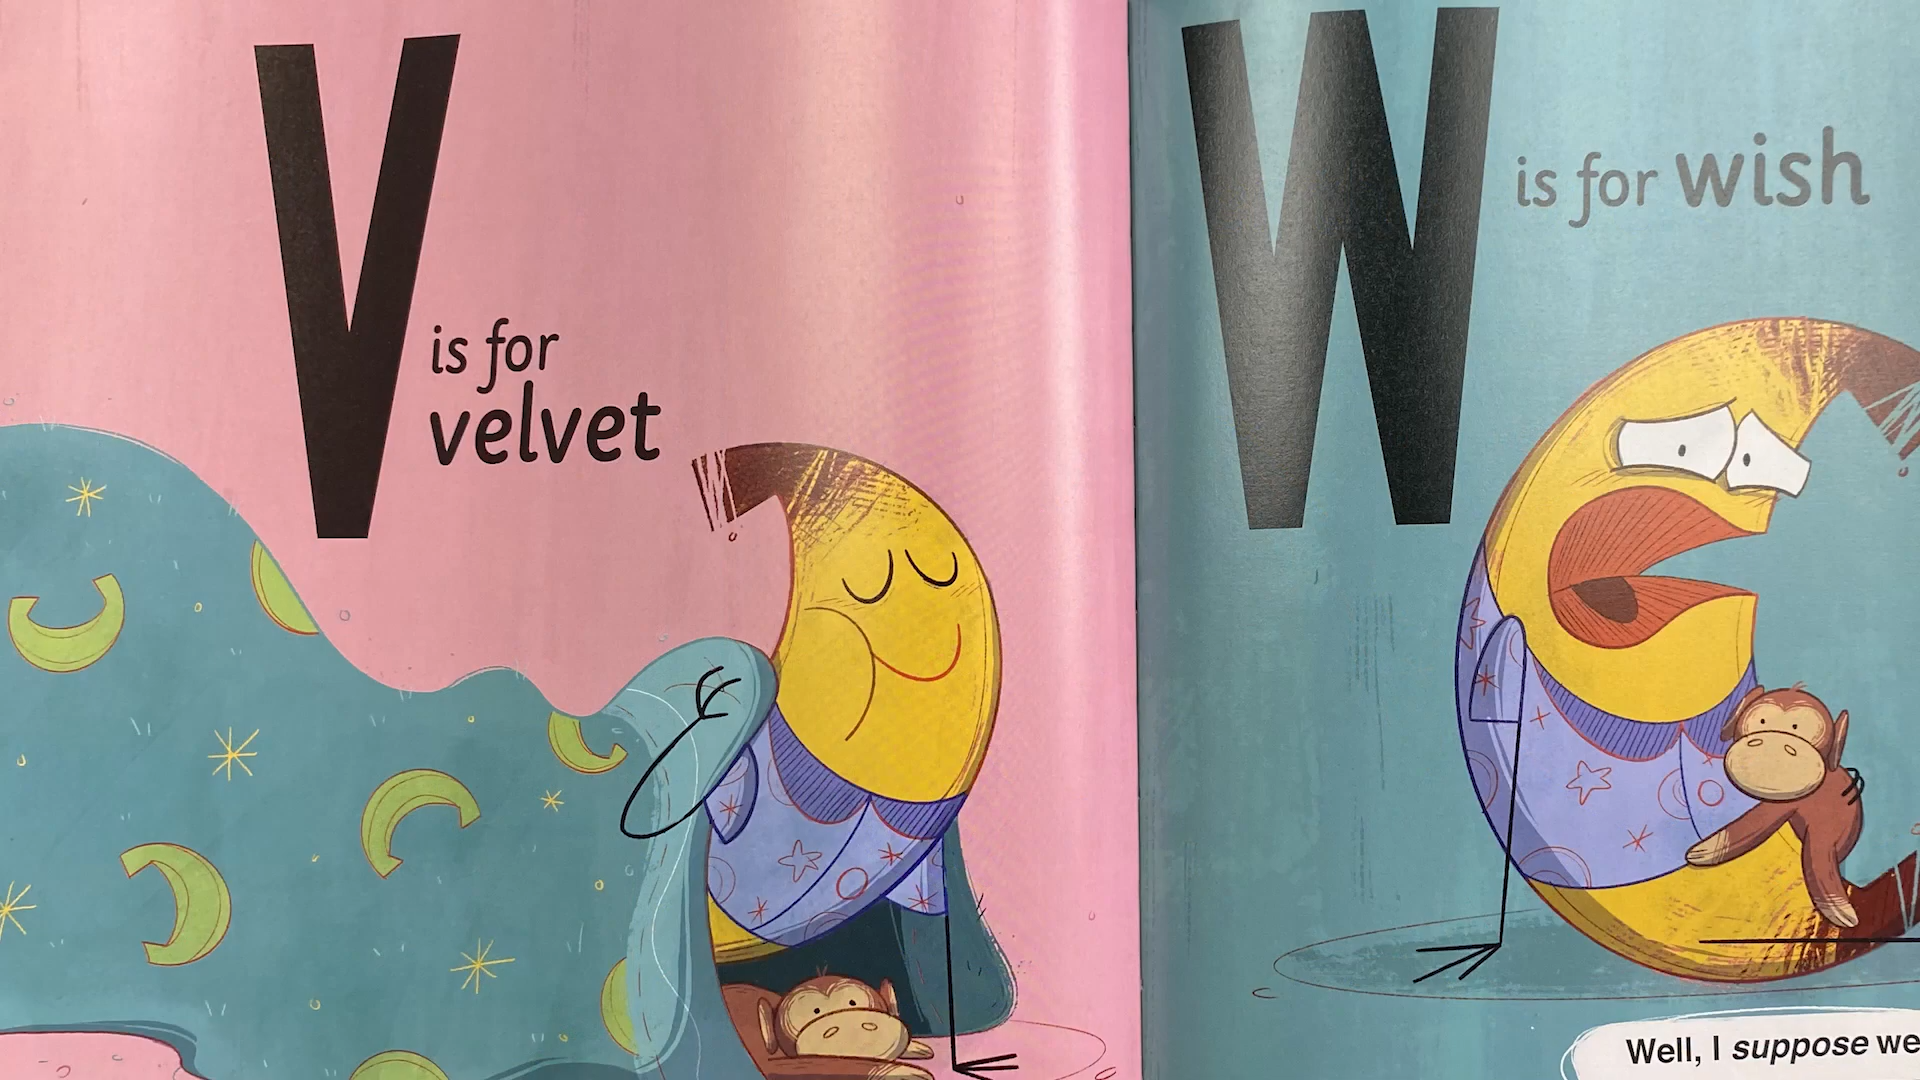 V
is for
velvet
W
is for wish
Well, I suppose we